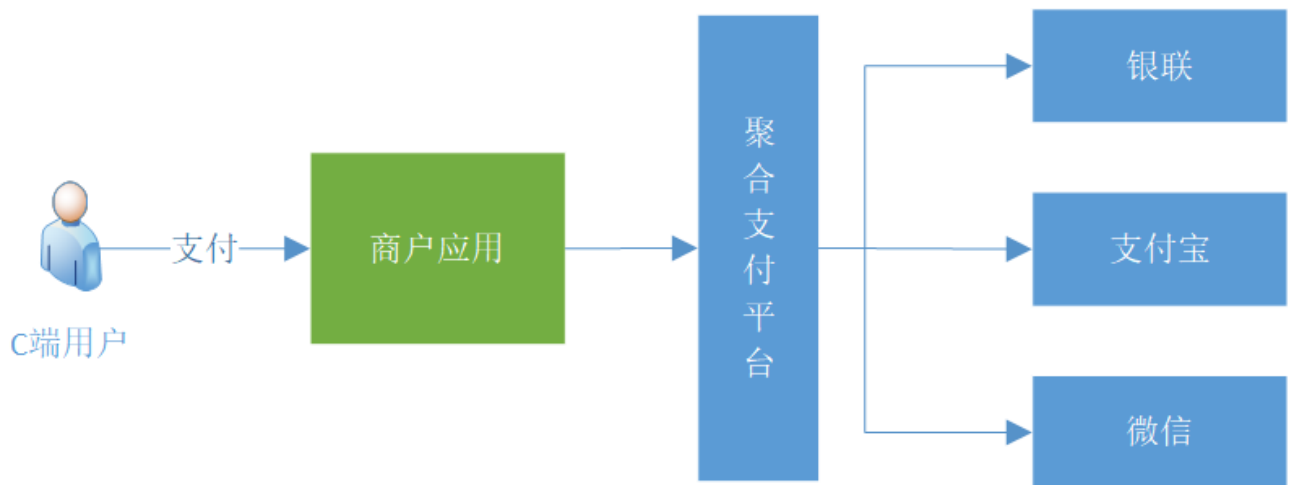 C端用户
支付
商户应用
聚合支付平台
银联
支付宝
微信